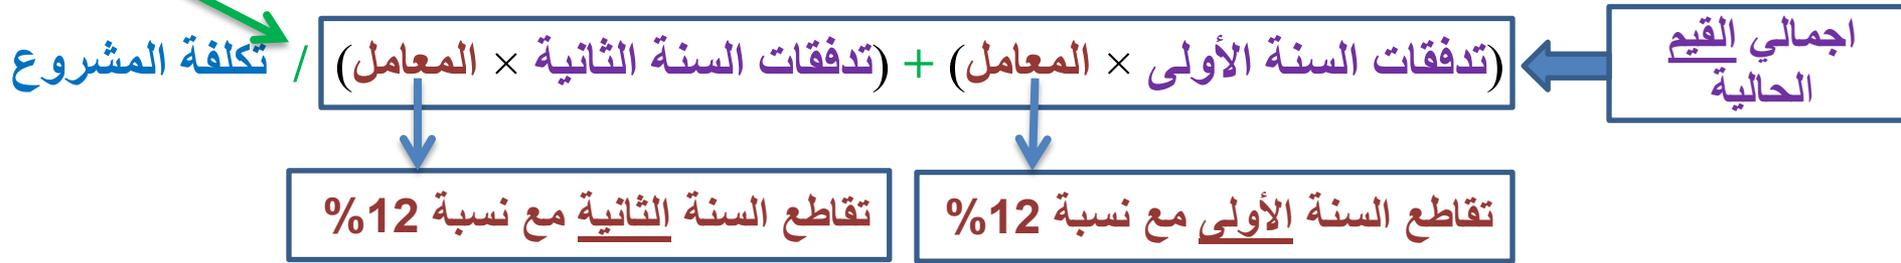 اجمالي القيم
الحالية
(تدفقات السنة الأولى × المعامل) + (تدفقات السنة الثانية × المعامل) / تكلفة المشروع
تقاطع السنة الأولى مع نسبة 12%
تقاطع السنة الثانية مع نسبة 12%